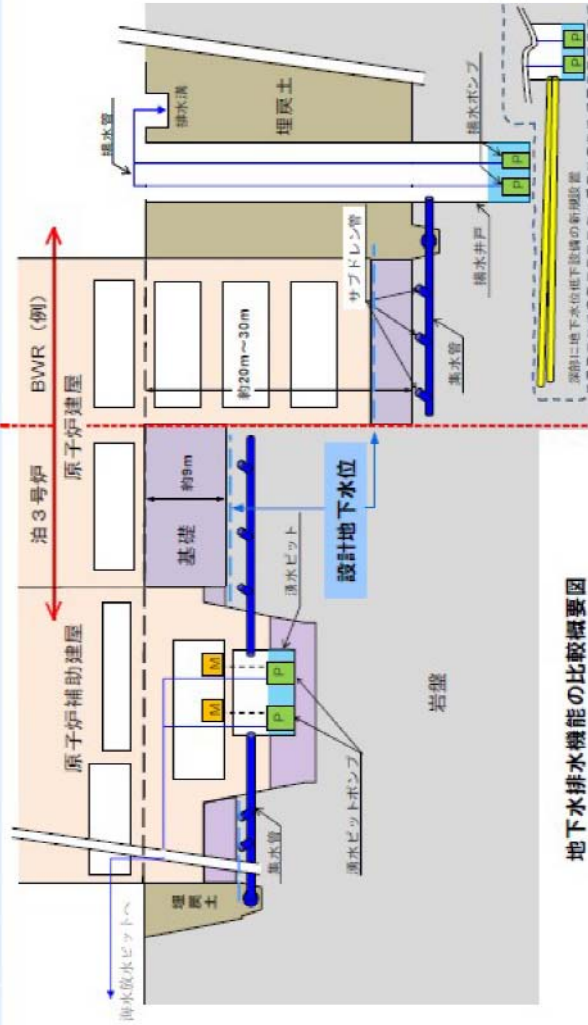 泊3号炉
BWR（例）
原子炉補助建屋
原子炉建屋
海水放水ピットへ
揚水管
排水溝
埋戻土
埋戻土
M
M
基礎
約9m
約20m～30m
サブドレン管
P
P
集水管
湧水ピット
設計地下水位
集水管
揚水井戸
揚水ポンプ
P
P
湧水ピットポンプ
岩盤
深部に地下水位低下設備の新規設置
P
P
地下水排水機能の比較概要図